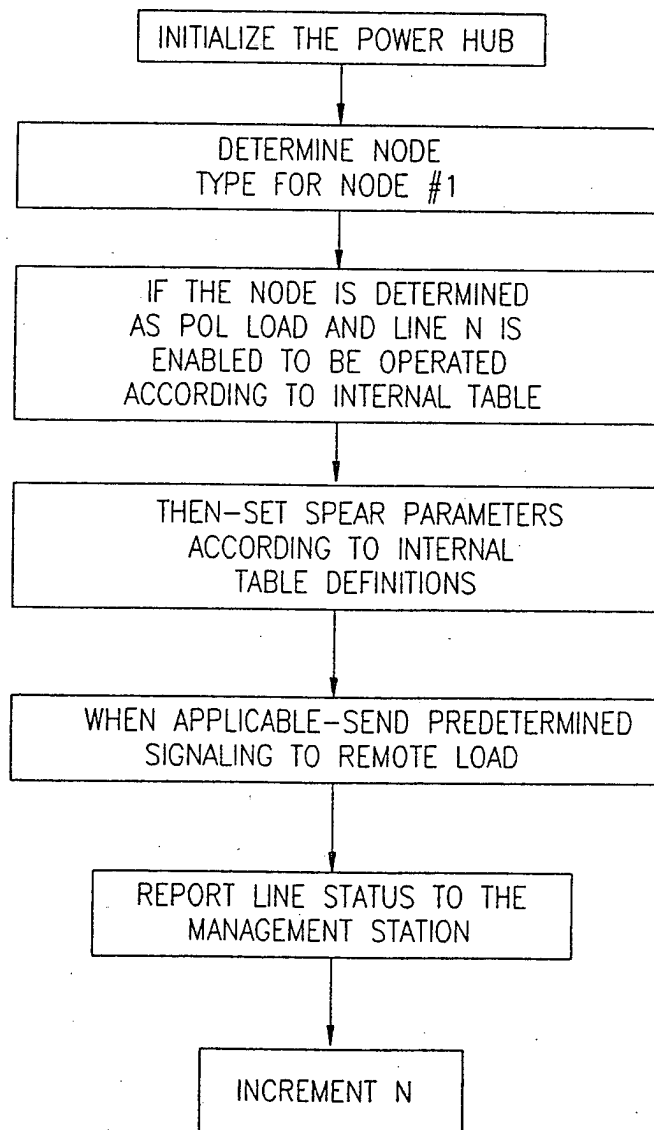 INITIALIZE THE POWER HUB
DETERMINE NODE
TYPE FOR NODE #1
IF THE NODE IS DETERMINED
AS POL LOAD AND LINE N IS
ENABLED TO BE OPERATED
ACCORDING TO INTERNAL TABLE
THEN-SET SPEAR PARAMETERS
ACCORDING TO INTERNAL
TABLE DEFINITIONS
WHEN APPLICABLE-SEND PREDETERMINED
SIGNALING TO REMOTE LOAD
REPORT LINE STATUS TO THE
MANAGEMENT STATION
INCREMENT N